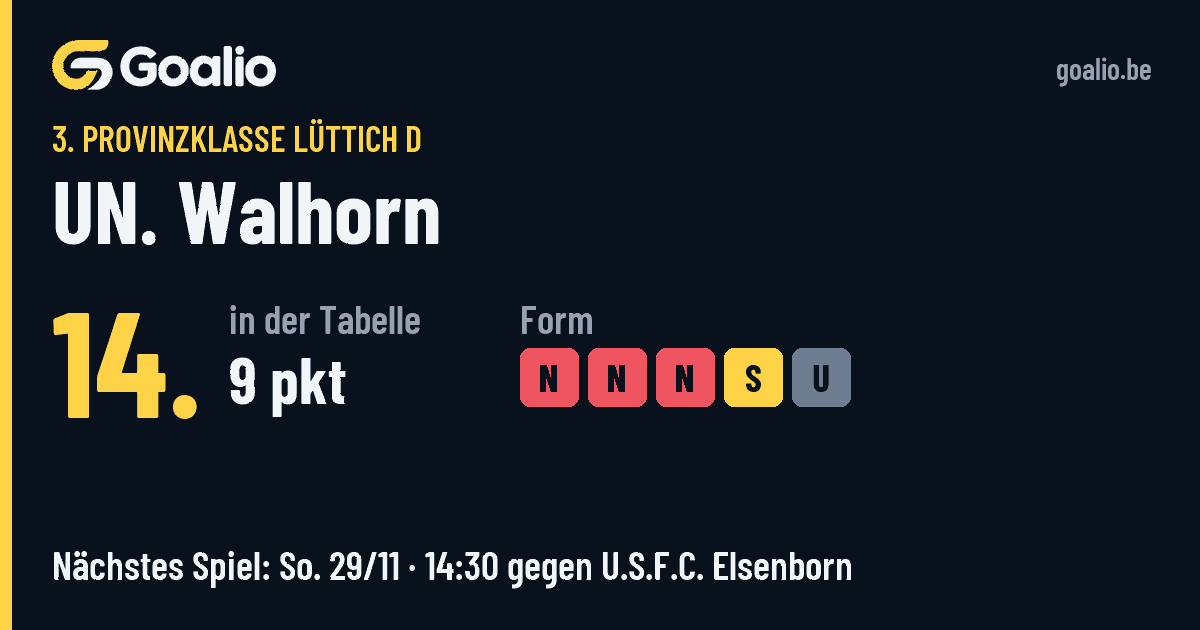 Goalio
goalio.be
3. PROVINZKLASSE LÜTTICH D
UN. Walhorn
14.
in der Tabelle
9 pkt
Form
N N N S U
Nächstes Spiel: So. 29/11 · 14:30 gegen U.S.F.C. Elsenborn